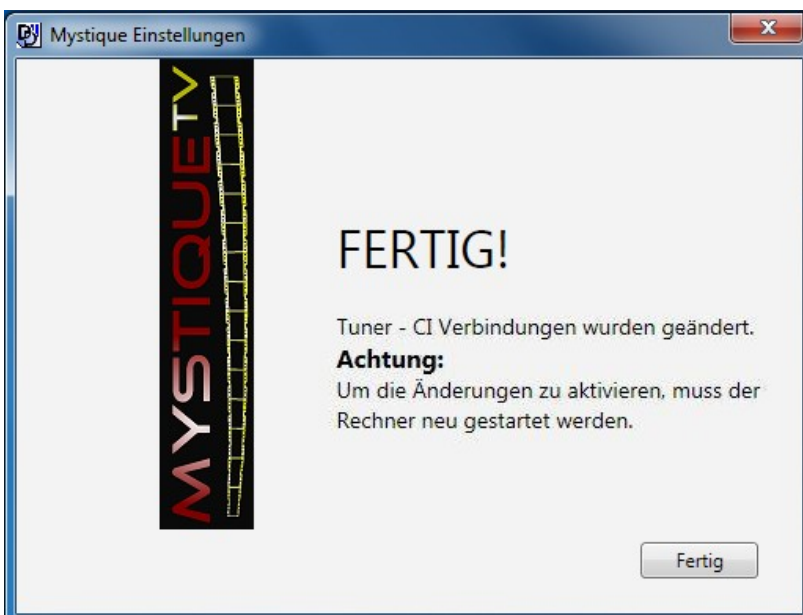 Mystique Einstellungen
MYSTIQUETV
FERTIG!
Tuner - CI Verbindungen wurden geändert.
Achtung:
Um die Änderungen zu aktivieren, muss der
Rechner neu gestartet werden.
Fertig